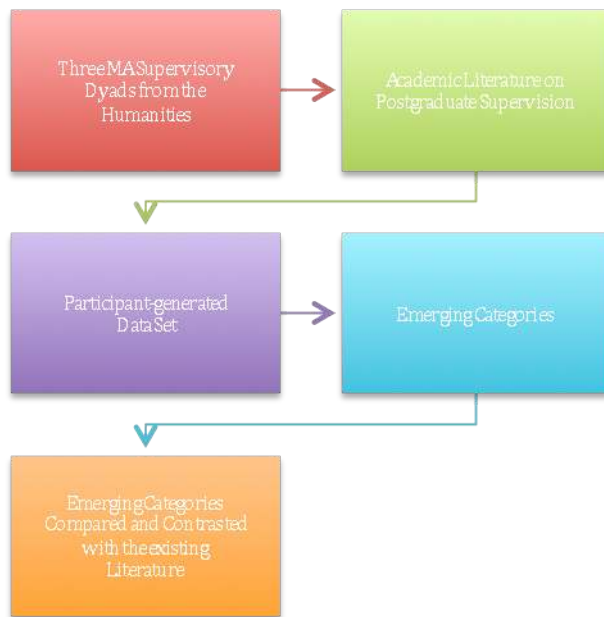 Three MA Supervisory
Dyads from the
Humanities
Academic Literature on
Postgraduate Supervision
Participant-generated
Data Set
Emerging Categories
Emerging Categories
Compared and Contrasted
with the existing
Literature